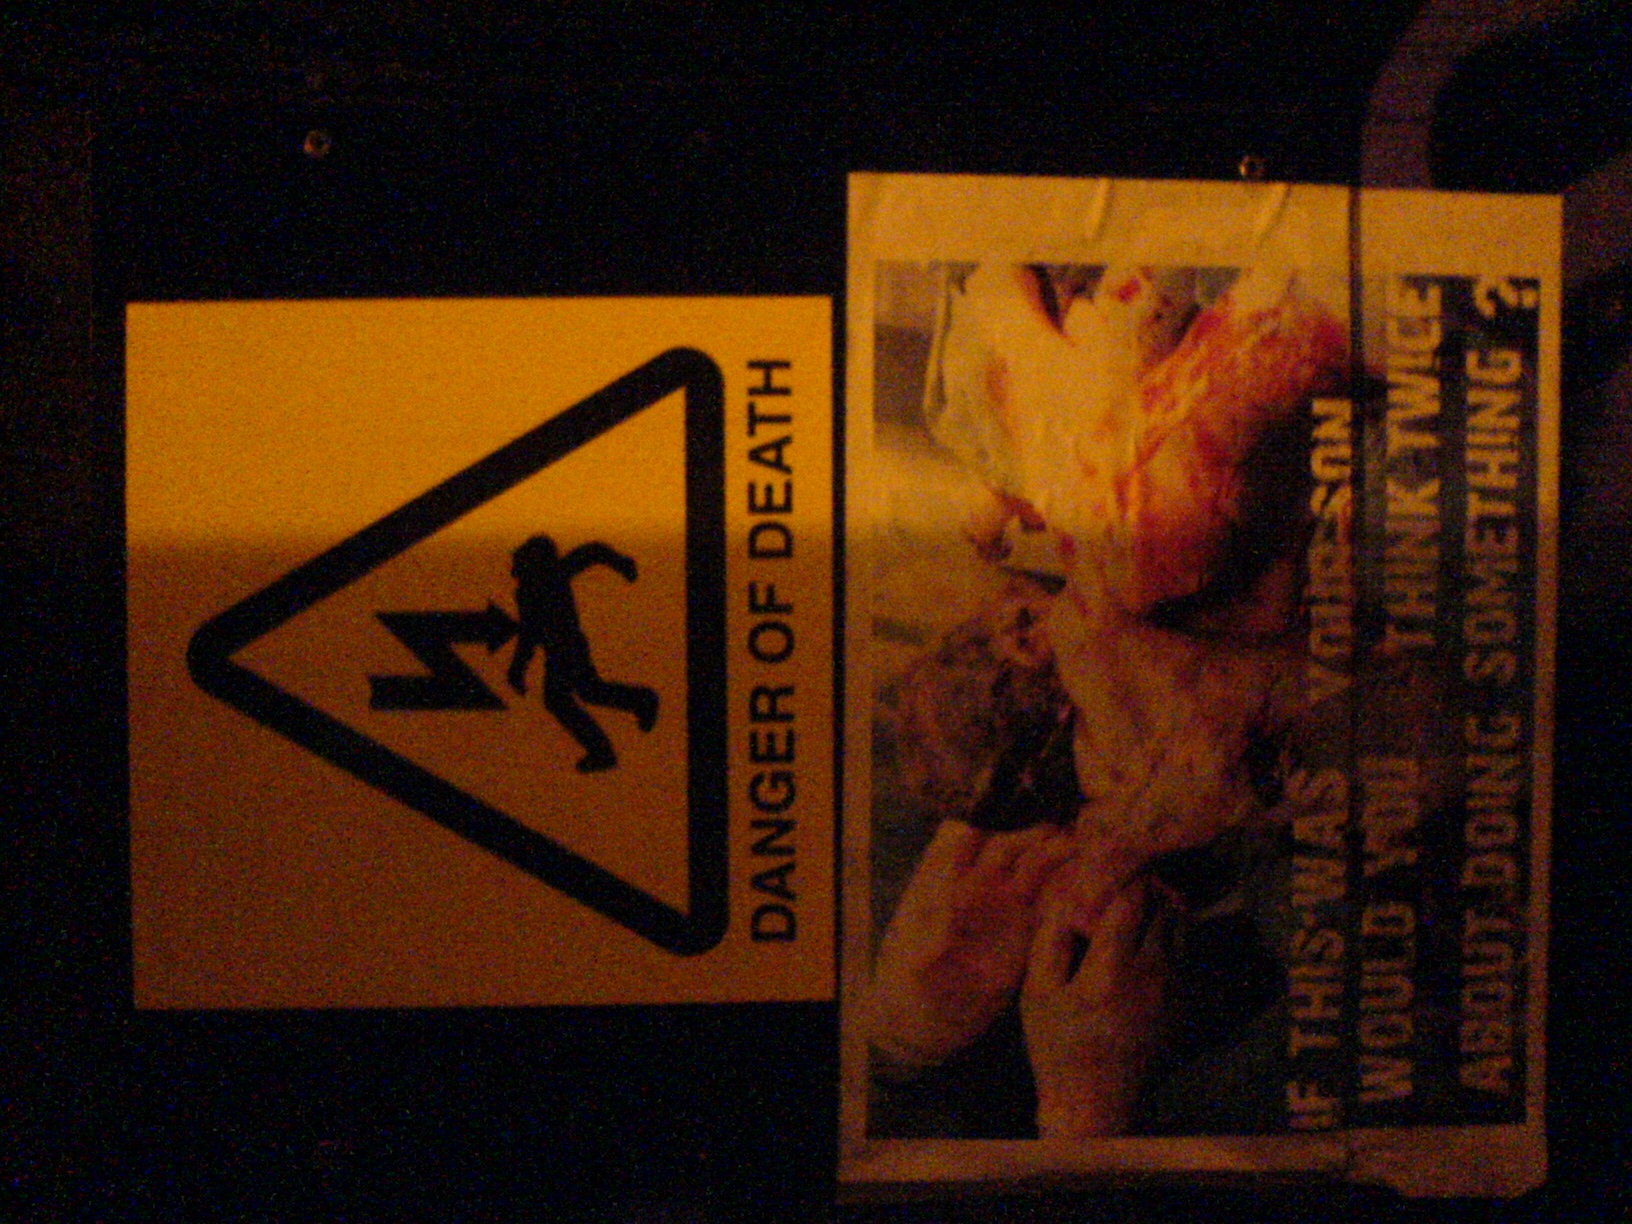 DANGER OF DEATH
IF THIS WAS YOUR SON
WOULD YOU THINK TWICE
ABOUT DOING SOMETHING ?